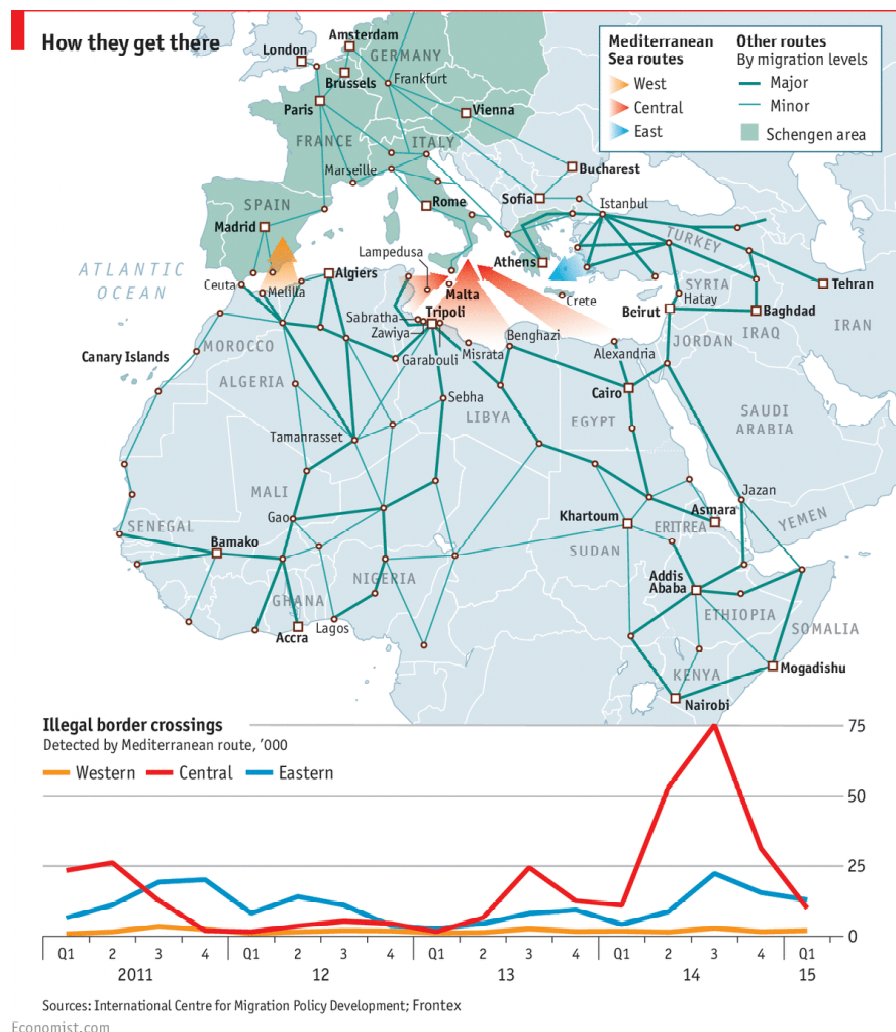 How they get there
Mediterranean
Sea routes
West
Central
East
Other routes
By migration levels
Major
Minor
Schengen area
London
Amsterdam
GERMANY
Brussels
Frankfurt
Paris
Vienna
FRANCE
ITALY
Marseille
Bucharest
SPAIN
Rome
Sofia
Istanbul
Madrid
TURKEY
Lampedusa
Athens
ATLANTIC
OCEAN
Ceuta
Melilla
Algiers
Malta
Crete
SYRIA
Hatay
Tehran
Sabratha
Tripoli
Zawiya
Beirut
Baghdad
IRAQ
IRAN
Garabouli
Misrata
Benghazi
Alexandria
JORDAN
Canary Islands
MOROCCO
ALGERIA
Sebha
LIBYA
Cairo
EGYPT
SAUDI
ARABIA
Tamanrasset
MALI
Gao
Jazan
SENEGAL
Bamako
Khartoum
Asmara
ERITREA
YEMEN
SUDAN
NIGERIA
Addis
Ababa
GHANA
ETHIOPIA
Accra
Lagos
SOMALIA
KENYA
Mogadishu
Nairobi
Illegal border crossings
Detected by Mediterranean route, ’000
Western
Central
Eastern
75
50
25
0
Q1 2 3 4 Q1 2 3 4 Q1 2 3 4 Q1 2 3 4 Q1
2011 12 13 14 15
Sources: International Centre for Migration Policy Development; Frontex
Economist.com